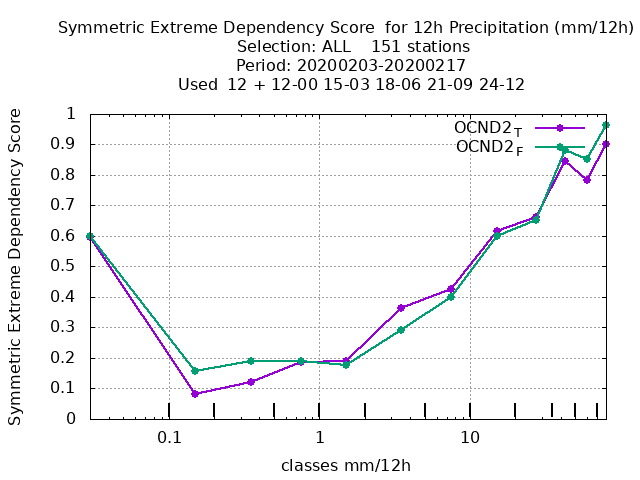 Symmetric Extreme Dependency Score  for 12h Precipitation (mm/12h)
Selection: ALL    151 stations
Period: 20200203-20200217
Used  12 + 12-00 15-03 18-06 21-09 24-12
Symmetric Extreme Dependency Score
1
0.9
0.8
0.7
0.6
0.5
0.4
0.3
0.2
0.1
0
OCND2T
OCND2F
0.1 1 10
classes mm/12h